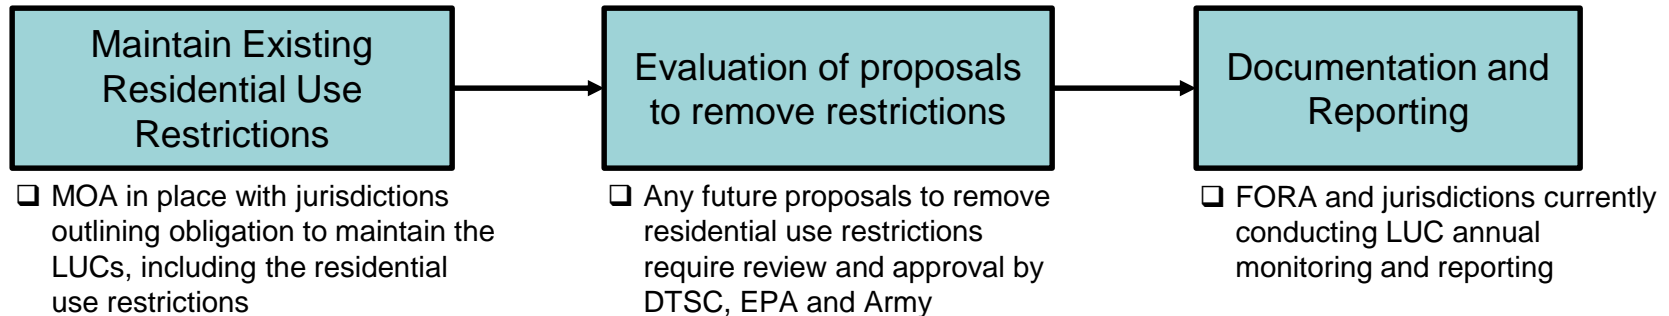 Maintain Existing
Residential Use
Restrictions
❑ MOA in place with jurisdictions
outlining obligation to maintain the
LUCs, including the residential
use restrictions
Evaluation of proposals
to remove restrictions
❑ Any future proposals to remove
residential use restrictions
require review and approval by
DTSC, EPA and Army
Documentation and
Reporting
❑ FORA and jurisdictions currently
conducting LUC annual
monitoring and reporting